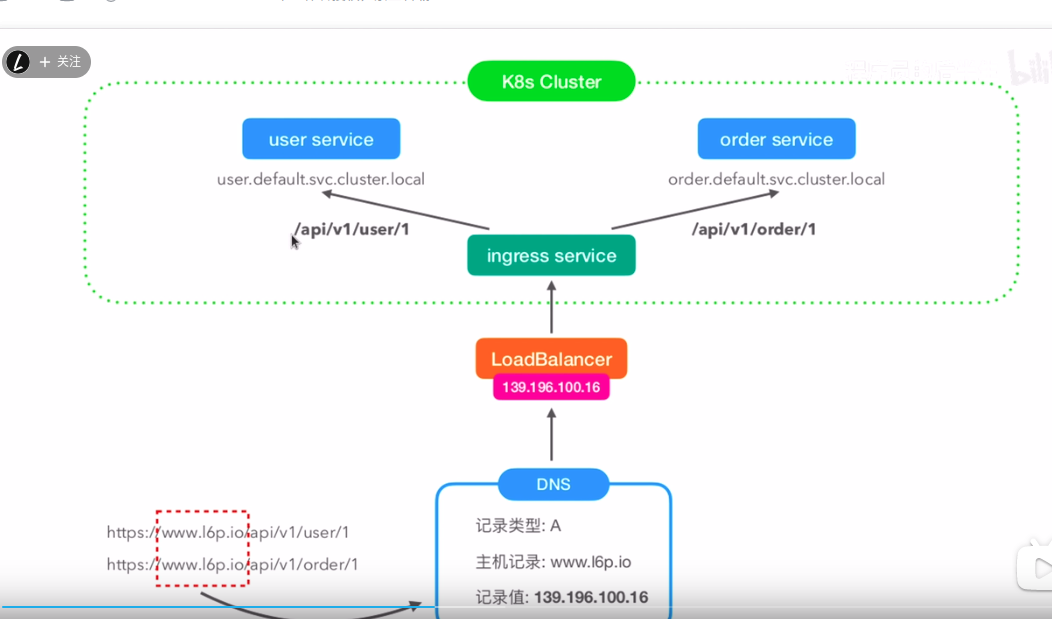 + 关注
K8s Cluster
user service
order service
user.default.svc.cluster.local
order.default.svc.cluster.local
/api/v1/user/1
/api/v1/order/1
ingress service
LoadBalancer
139.196.100.16
DNS
记录类型: A
https://www.l6p.io/api/v1/user/1
主机记录: www.l6p.io
https://www.l6p.io/api/v1/order/1
记录值: 139.196.100.16